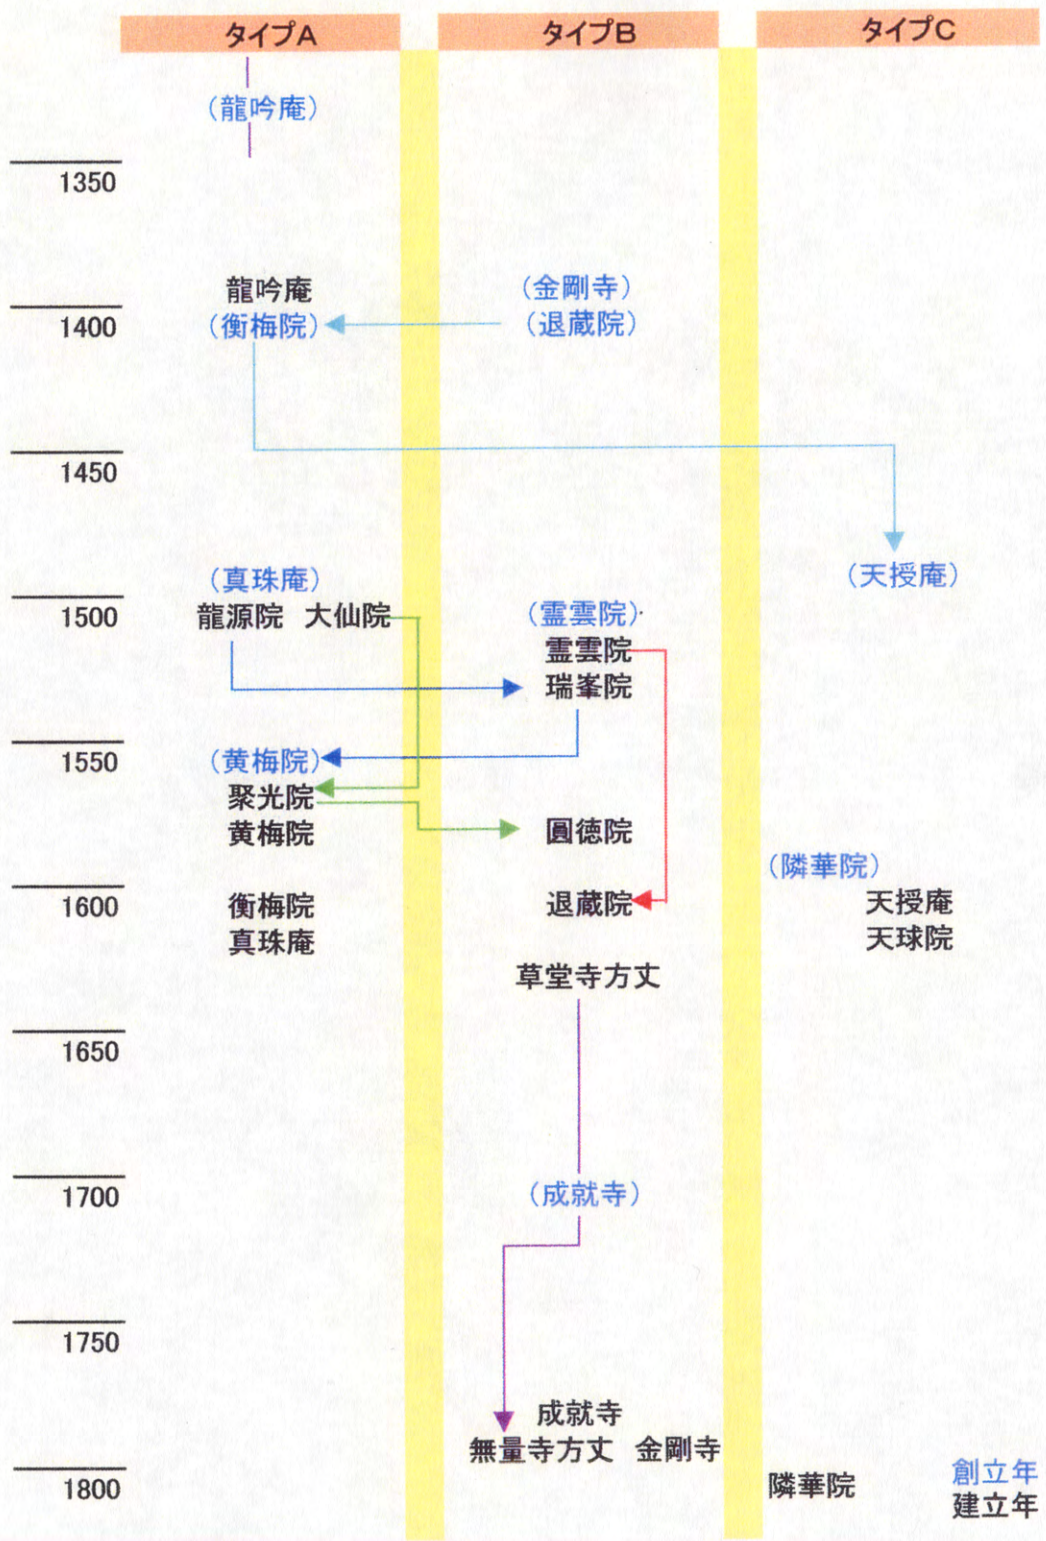 タイプA タイプB タイプC
（龍吟庵）
1350
龍吟庵 （金剛寺）
1400 （衡梅院） （退蔵院）
1450
（真珠庵） （天授庵）
1500 龍源院 大仙院 （霊雲院）
霊雲院
瑞峯院
1550 （黄梅院）
聚光院
黄梅院 圓徳院
（隣華院）
1600 衡梅院 退蔵院 天授庵
真珠庵 天球院
草堂寺方丈
1650
1700 （成就寺）
1750
成就寺
無量寺方丈 金剛寺
1800 隣華院 創立年
建立年